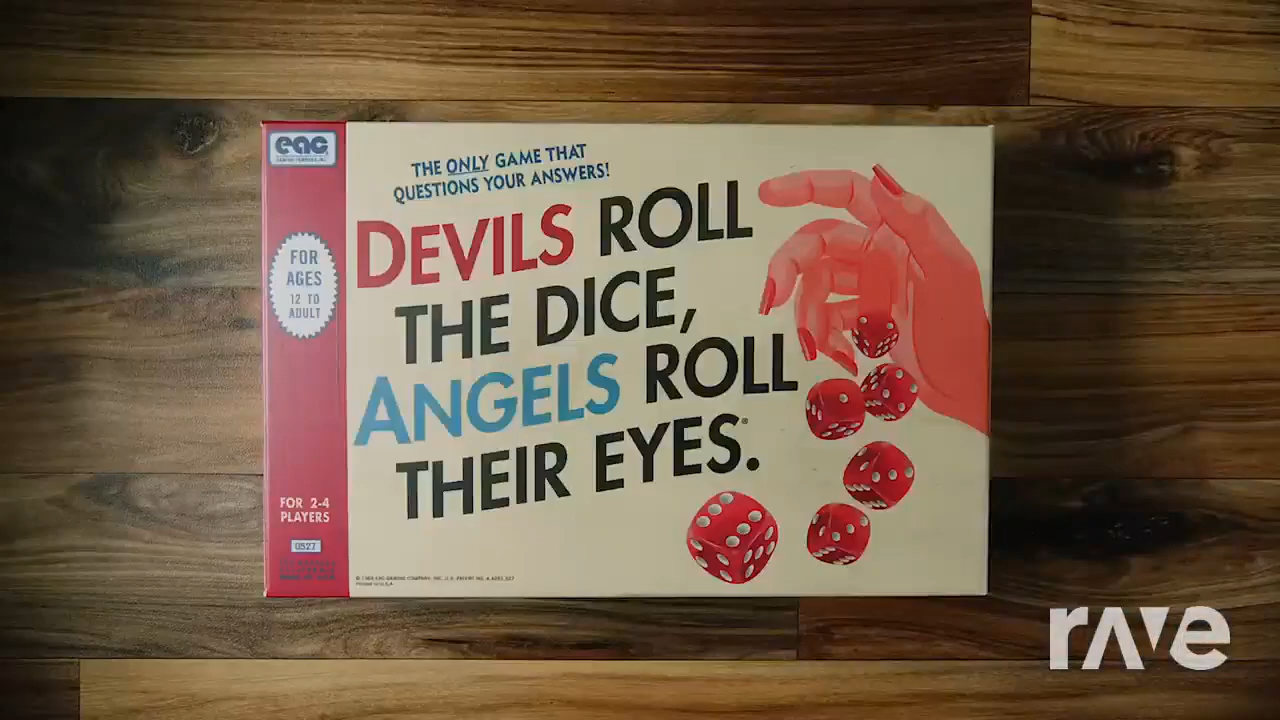 eac
THE ONLY GAME THAT
QUESTIONS YOUR ANSWERS!
DEVILS ROLL
THE DICE,
ANGELS ROLL
THEIR EYES.®
FOR
AGES
12 TO
ADULT
FOR 2-4
PLAYERS
0527
rave